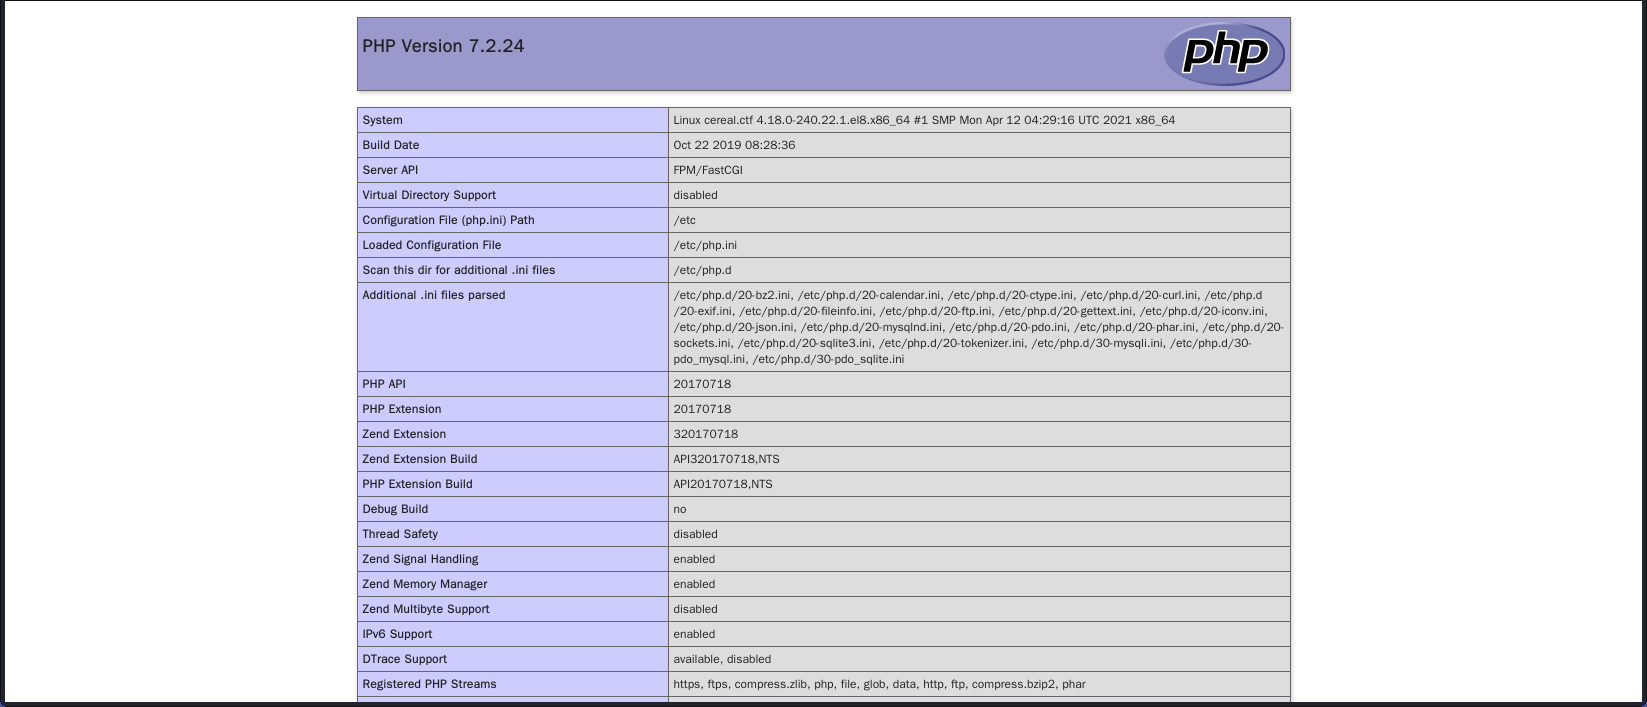 PHP Version 7.2.24
php
System Linux cereal.ctf 4.18.0-240.22.1.el8.x86_64 #1 SMP Mon Apr 12 04:29:16 UTC 2021 x86_64
Build Date Oct 22 2019 08:28:36
Server API FPM/FastCGI
Virtual Directory Support disabled
Configuration File (php.ini) Path /etc
Loaded Configuration File /etc/php.ini
Scan this dir for additional .ini files /etc/php.d
Additional .ini files parsed /etc/php.d/20-bz2.ini, /etc/php.d/20-calendar.ini, /etc/php.d/20-ctype.ini, /etc/php.d/20-curl.ini, /etc/php.d
/20-exif.ini, /etc/php.d/20-fileinfo.ini, /etc/php.d/20-ftp.ini, /etc/php.d/20-gettext.ini, /etc/php.d/20-iconv.ini,
/etc/php.d/20-json.ini, /etc/php.d/20-mysqlnd.ini, /etc/php.d/20-pdo.ini, /etc/php.d/20-phar.ini, /etc/php.d/20-
sockets.ini, /etc/php.d/20-sqlite3.ini, /etc/php.d/20-tokenizer.ini, /etc/php.d/30-mysqli.ini, /etc/php.d/30-
pdo_mysql.ini, /etc/php.d/30-pdo_sqlite.ini
PHP API 20170718
PHP Extension 20170718
Zend Extension 320170718
Zend Extension Build API320170718,NTS
PHP Extension Build API20170718,NTS
Debug Build no
Thread Safety disabled
Zend Signal Handling enabled
Zend Memory Manager enabled
Zend Multibyte Support disabled
IPv6 Support enabled
DTrace Support available, disabled
Registered PHP Streams https, ftps, compress.zlib, php, file, glob, data, http, ftp, compress.bzip2, phar